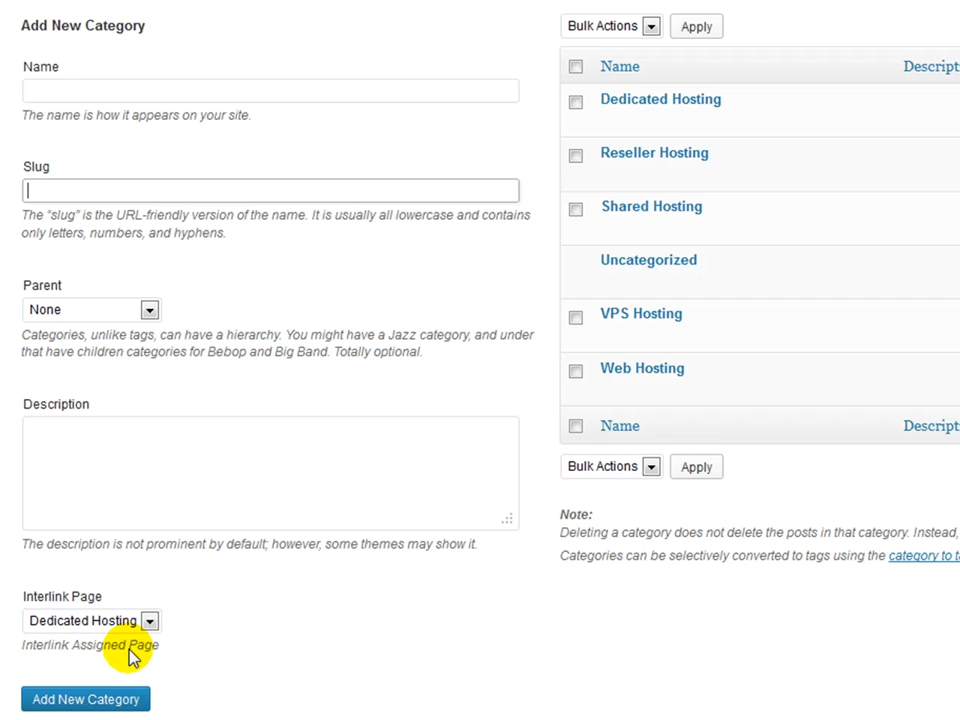 Add New Category
Name
The name is how it appears on your site.
Slug
The “slug” is the URL-friendly version of the name. It is usually all lowercase and contains
only letters, numbers, and hyphens.
Parent
None
Categories, unlike tags, can have a hierarchy. You might have a Jazz category, and under
that have children categories for Bebop and Big Band. Totally optional.
Description
The description is not prominent by default; however, some themes may show it.
Interlink Page
Dedicated Hosting
Interlink Assigned Page
Add New Category
Bulk Actions Apply
Name Descripti
Dedicated Hosting
Reseller Hosting
Shared Hosting
Uncategorized
VPS Hosting
Web Hosting
Name Descripti
Bulk Actions Apply
Note:
Deleting a category does not delete the posts in that category. Instead,
Categories can be selectively converted to tags using the category to ta